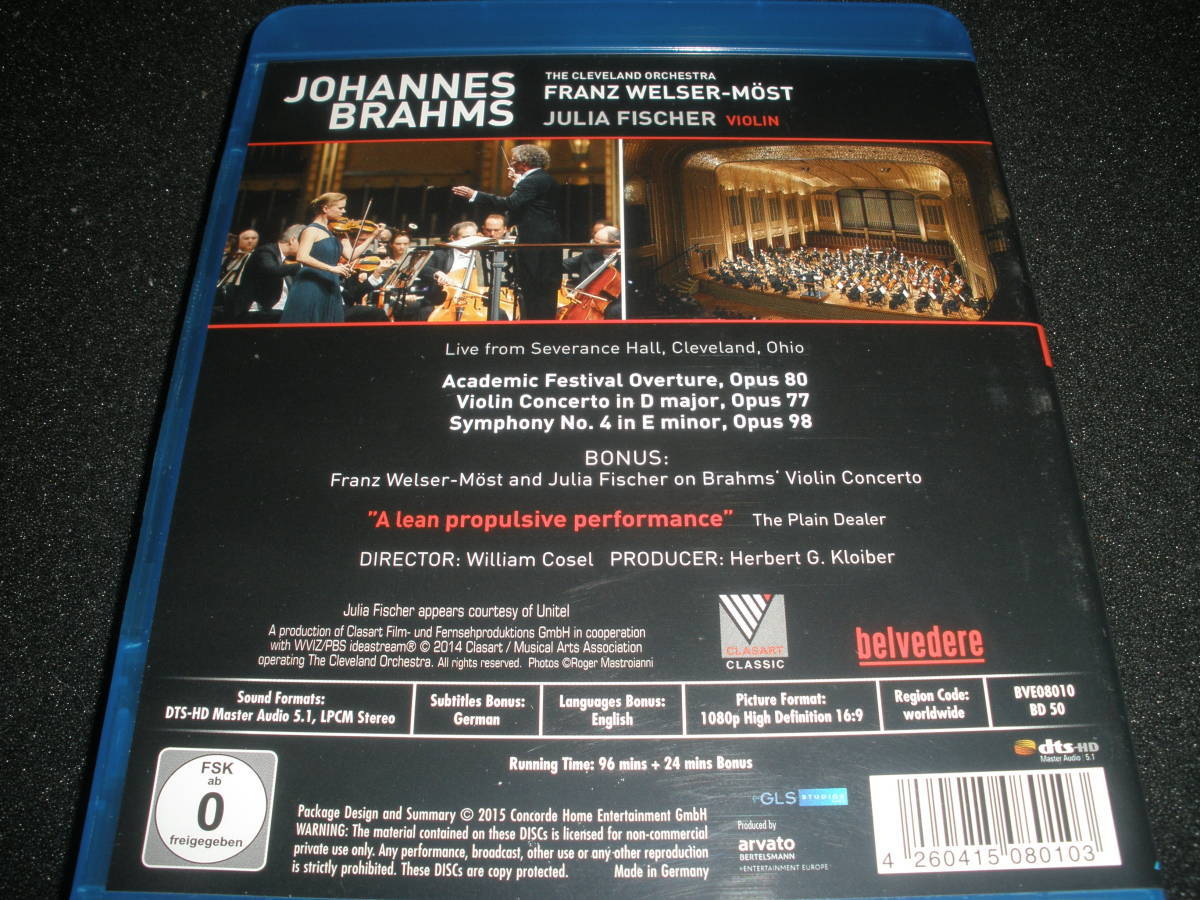 JOHANNES
BRAHMS
THE CLEVELAND ORCHESTRA
FRANZ WELSER-MÖST
JULIA FISCHER VIOLIN
Live from Severance Hall, Cleveland, Ohio
Academic Festival Overture, Opus 80
Violin Concerto in D major, Opus 77
Symphony No. 4 in E minor, Opus 98
BONUS:
Franz Welser-Möst and Julia Fischer on Brahms' Violin Concerto
"A lean propulsive performance" The Plain Dealer
DIRECTOR: William Cosel PRODUCER: Herbert G. Kloiber
Julia Fischer appears courtesy of Unitel
A production of Clasart Film- und Fernsehproduktions GmbH in cooperation
with WVIZ/PBS ideastream® © 2014 Clasart / Musical Arts Association
operating The Cleveland Orchestra. All rights reserved. Photos ©Roger Mastroianni
CLASART
CLASSIC
belvedere
Sound Formats:
DTS-HD Master Audio 5.1, LPCM Stereo
Subtitles Bonus:
German
Languages Bonus:
English
Picture Format:
1080p High Definition 16:9
Region Code:
worldwide
BVE08010
BD 50
Running Time: 96 mins + 24 mins Bonus
dts-HD
Master Audio 5.1
FSK
ab
0
freigegeben
Package Design and Summary © 2015 Concorde Home Entertainment GmbH
WARNING: The material contained on these DISCs is licensed for non-commercial
private use only. Any performance, broadcast, other use or any other reproduction
is strictly prohibited. These DISCs are copy protected. Made in Germany
GLS STUDIOS
Produced by
arvato
BERTELSMANN
ENTERTAINMENT EUROPE
4 260415 080103